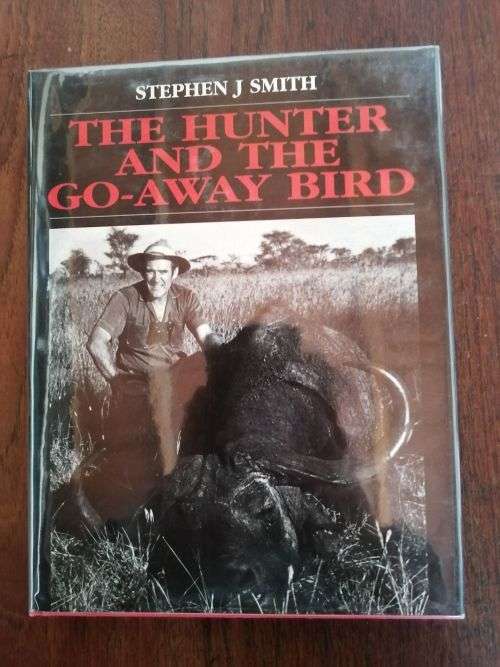 STEPHEN J SMITH
THE HUNTER
AND THE
GO-AWAY BIRD